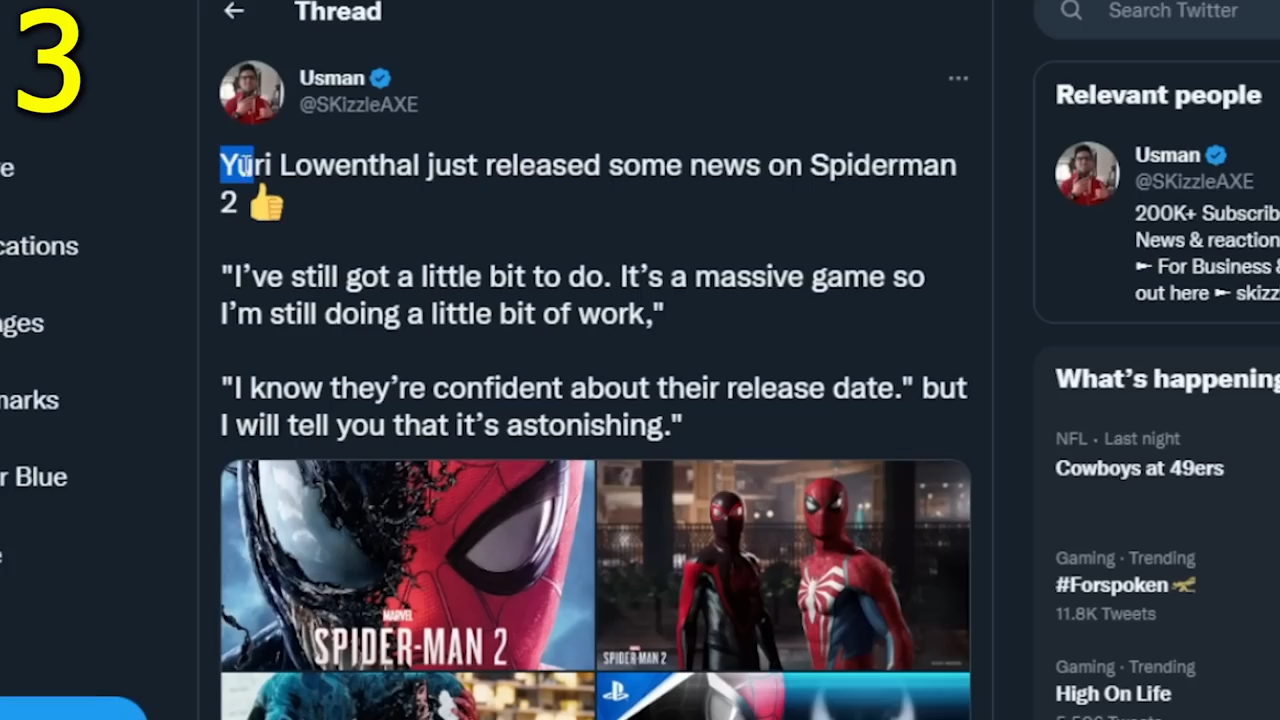 3
Thread
Search Twitter
Usman
@SKizzleAXE
Yuri Lowenthal just released some news on Spiderman
2 👍
"I've still got a little bit to do. It's a massive game so
I'm still doing a little bit of work,"
"I know they're confident about their release date." but
I will tell you that it's astonishing."
MARVEL
SPIDER-MAN 2
SPIDER-MAN 2
Relevant people
Usman
@SKizzleAXE
200K+ Subscrib
News & reaction
For Business &
out here skizz
What's happening
NFL · Last night
Cowboys at 49ers
Gaming · Trending
#Forspoken
11.8K Tweets
Gaming · Trending
High On Life
e
cations
ages
marks
r Blue